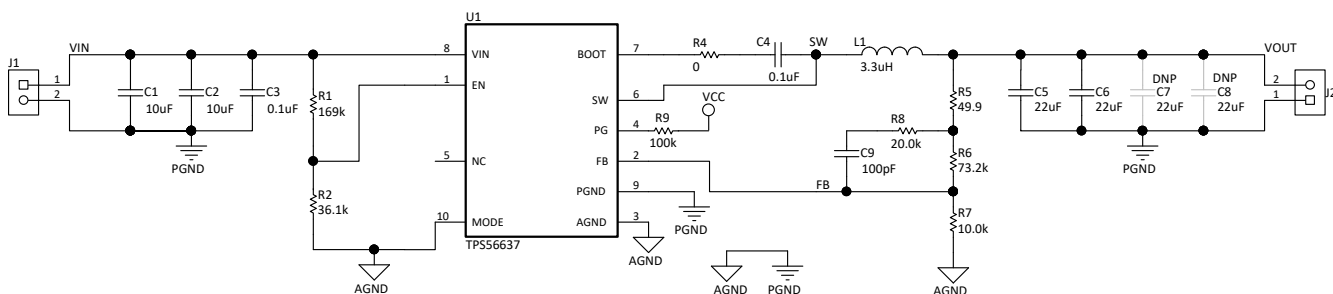 J1
1
2
VIN
C1
10uF
C2
10uF
C3
0.1uF
PGND
R1
169k
R2
36.1k
AGND
U1
8
VIN
1
EN
5
NC
10
MODE
BOOT
7
SW
6
PG
4
FB
2
PGND
9
AGND
3
TPS56637
R4
0
C4
0.1uF
SW
L1
3.3uH
R9
100k
VCC
PGND
AGND
AGND
PGND
C9
100pF
R8
20.0k
FB
R5
49.9
R6
73.2k
R7
10.0k
AGND
C5
22uF
C6
22uF
DNP
C7
22uF
DNP
C8
22uF
PGND
VOUT
2
1
J2